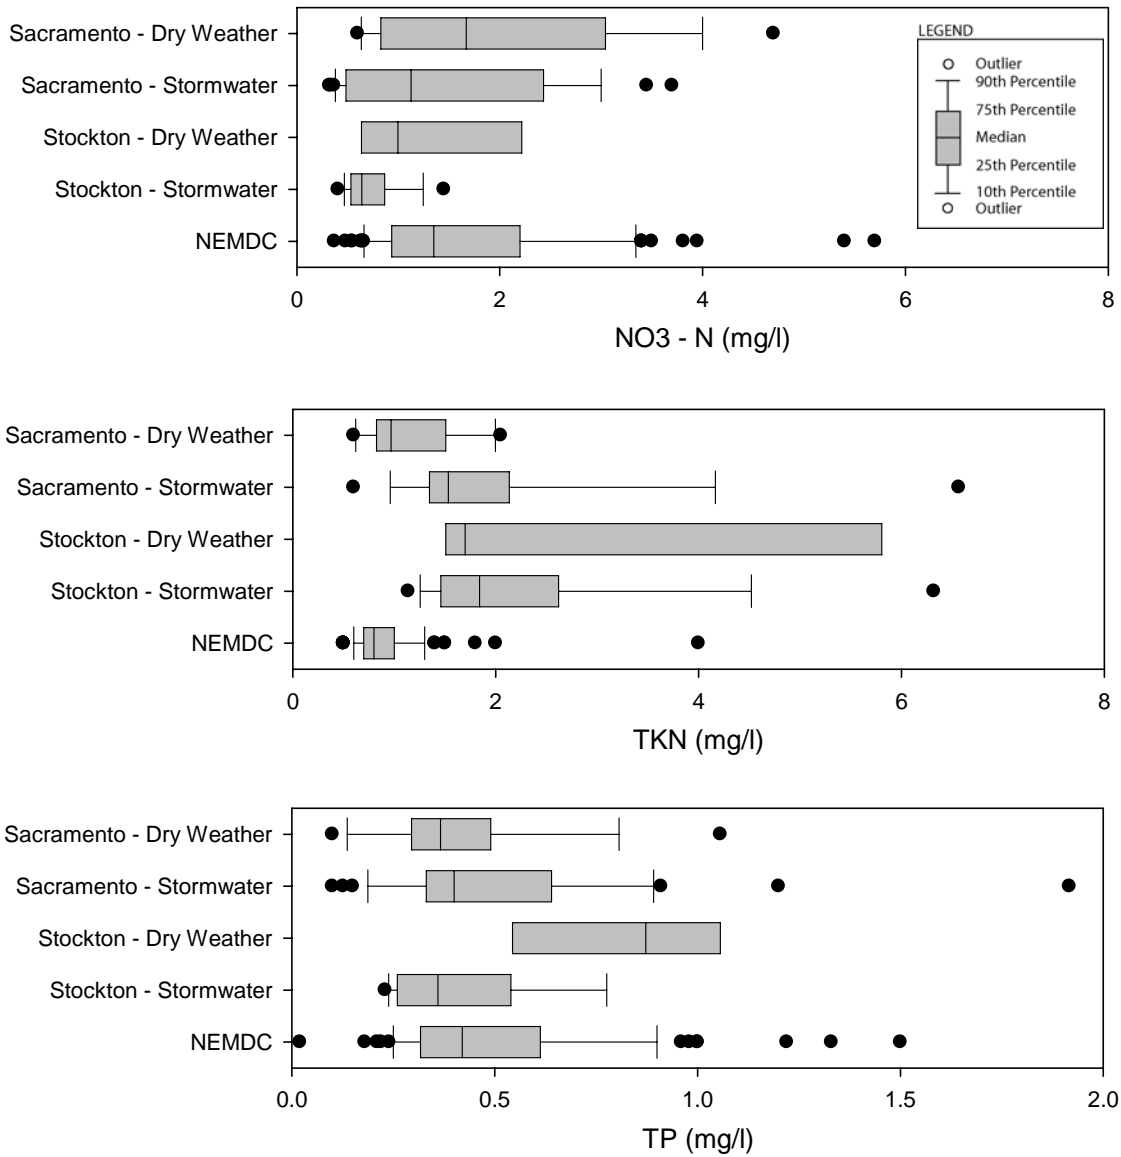 Sacramento - Dry Weather
Sacramento - Stormwater
Stockton - Dry Weather
Stockton - Stormwater
NEMDC
LEGEND
Outlier
90th Percentile
75th Percentile
Median
25th Percentile
10th Percentile
Outlier
0 2 4 6 8
NO3 - N (mg/l)
Sacramento - Dry Weather
Sacramento - Stormwater
Stockton - Dry Weather
Stockton - Stormwater
NEMDC
0 2 4 6 8
TKN (mg/l)
Sacramento - Dry Weather
Sacramento - Stormwater
Stockton - Dry Weather
Stockton - Stormwater
NEMDC
0.0 0.5 1.0 1.5 2.0
TP (mg/l)